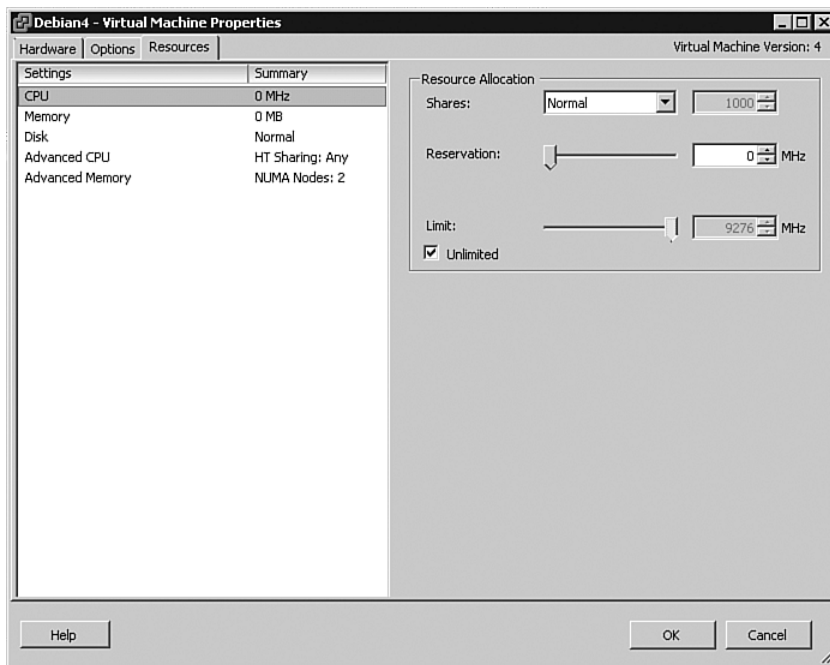 Debian4 - Virtual Machine Properties
Hardware Options Resources Virtual Machine Version: 4
Settings Summary
CPU 0 MHz
Memory 0 MB
Disk Normal
Advanced CPU HT Sharing: Any
Advanced Memory NUMA Nodes: 2
Resource Allocation
Shares: Normal 1000
Reservation: 0 MHz
Limit: 9276 MHz
Unlimited
Help OK Cancel